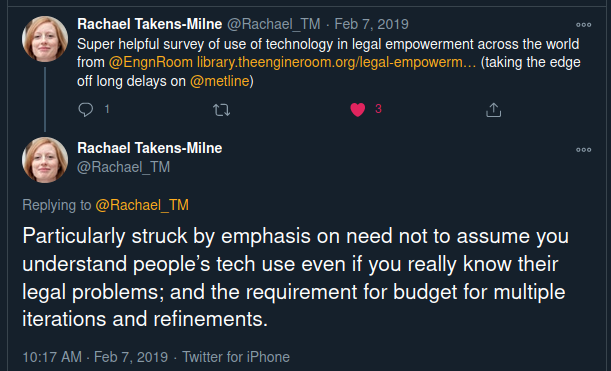 Rachael Takens-Milne @Rachael_TM · Feb 7, 2019
Super helpful survey of use of technology in legal empowerment across the world
from @EngnRoom library.theengineroom.org/legal-empowerm… (taking the edge
off long delays on @metline)
1 3
Rachael Takens-Milne
@Rachael_TM
Replying to @Rachael_TM
Particularly struck by emphasis on need not to assume you
understand people’s tech use even if you really know their
legal problems; and the requirement for budget for multiple
iterations and refinements.
10:17 AM · Feb 7, 2019 · Twitter for iPhone